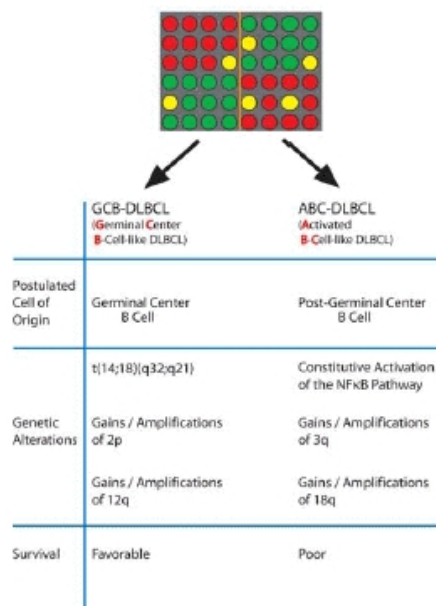 GCB-DLBCL
(Germinal Center
B-Cell-like DLBCL)
ABC-DLBCL
(Activated
B-Cell-like DLBCL)
Postulated
Cell of
Origin
Germinal Center
B Cell
Post-Germinal Center
B Cell
Genetic
Alterations
t(14;18)(q32;q21)
Constitutive Activation
of the NFκB Pathway
Gains / Amplifications
of 2p
Gains / Amplifications
of 3q
Gains / Amplifications
of 12q
Gains / Amplifications
of 18q
Survival
Favorable
Poor